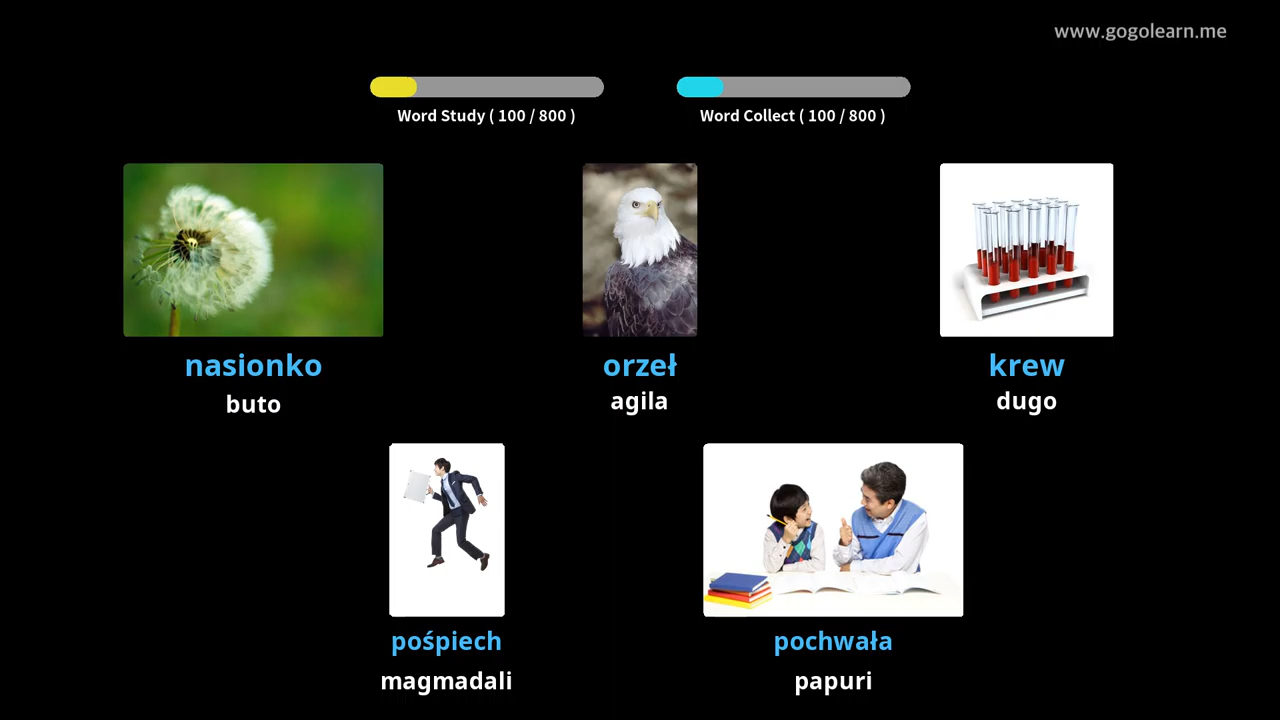 www.gogolearn.me
Word Study ( 100 / 800 )
Word Collect ( 100 / 800 )
nasionko
buto
orzeł
agila
krew
dugo
pośpiech
magmadali
pochwała
papuri